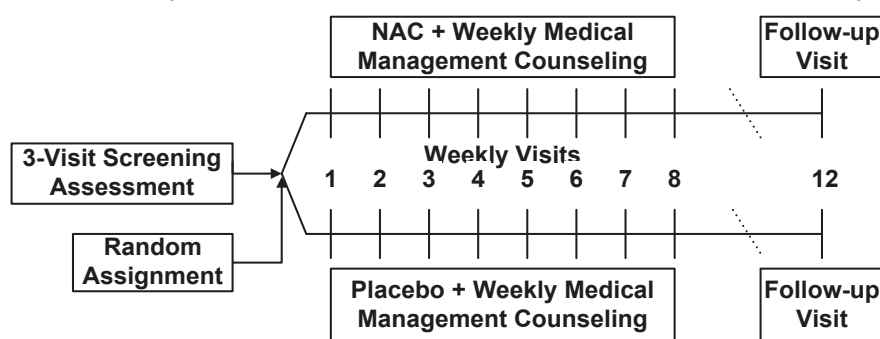 NAC + Weekly Medical
Management Counseling
Follow-up
Visit
3-Visit Screening
Assessment
Weekly Visits
1 2 3 4 5 6 7 8 12
Random
Assignment
Placebo + Weekly Medical
Management Counseling
Follow-up
Visit